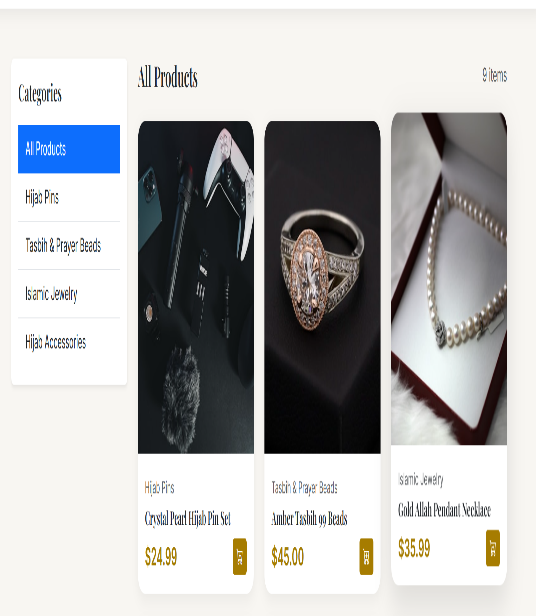 Categories
All Products
Hijab Pins
Tasbih & Prayer Beads
Islamic Jewelry
Hijab Accessories
All Products
9 items
Hijab Pins
Crystal Pearl Hijab Pin Set
$24.99
Tasbih & Prayer Beads
Amber Tasbih 99 Beads
$45.00
Islamic Jewelry
Gold Allah Pendant Necklace
$35.99